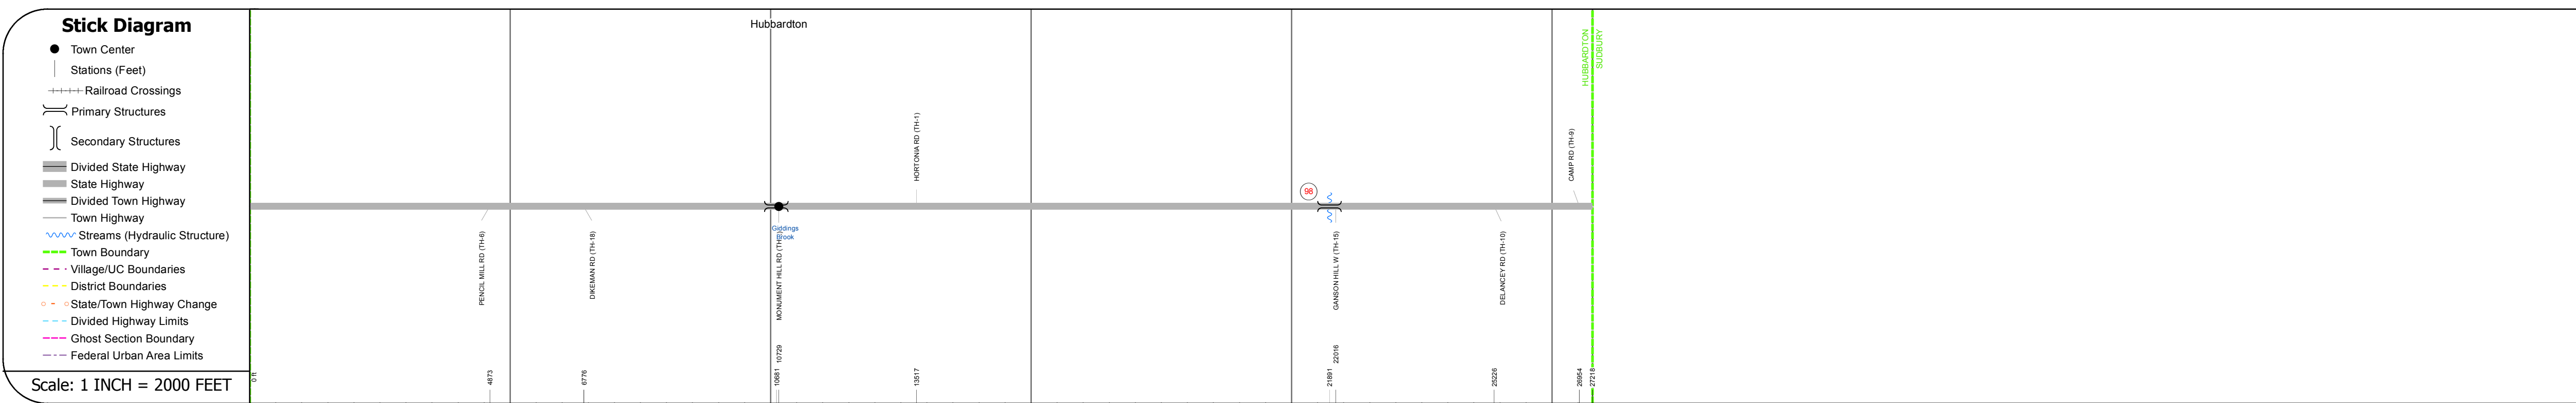 Stick Diagram
Town Center
Stations (Feet)
Railroad Crossings
Primary Structures
Secondary Structures
Divided State Highway
State Highway
Divided Town Highway
Town Highway
Streams (Hydraulic Structure)
Town Boundary
Village/UC Boundaries
District Boundaries
State/Town Highway Change
Divided Highway Limits
Ghost Section Boundary
Federal Urban Area Limits
Scale: 1 INCH = 2000 FEET
Hubbardton
HUBBARDTON
SUDBURY
HORTONIA RD (TH-1)
CAMP RD (TH-9)
98
Giddings
Brook
PENCIL MILL RD (TH-6)
DIKEMAN RD (TH-18)
MONUMENT HILL RD
GANSON HILL W (TH-15)
DELANCEY RD (TH-10)
0 ft
4873
6776
10681
10729
13517
21891
22016
25226
26954
27218